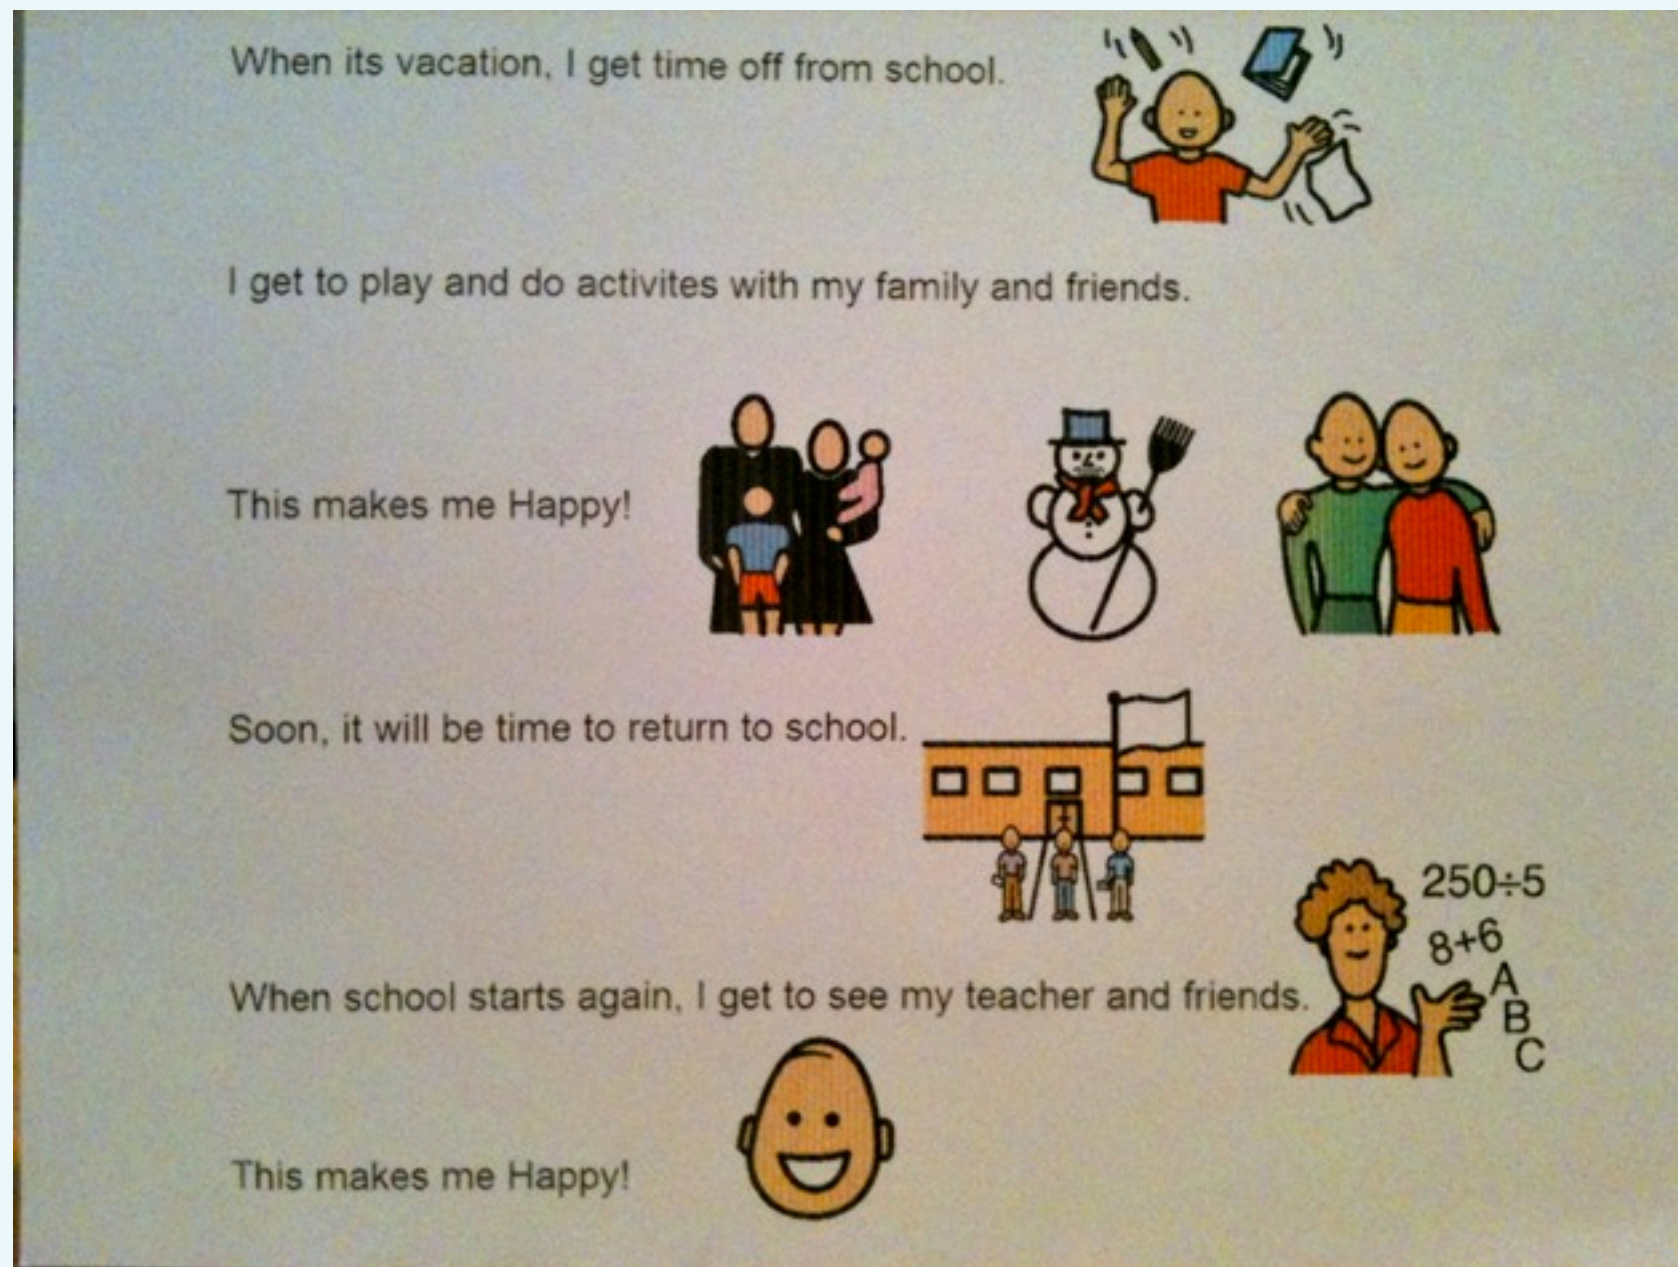 When its vacation, I get time off from school.
I get to play and do activites with my family and friends.
This makes me Happy!
Soon, it will be time to return to school.
250÷5
8+6
A
B
C
When school starts again, I get to see my teacher and friends.
This makes me Happy!